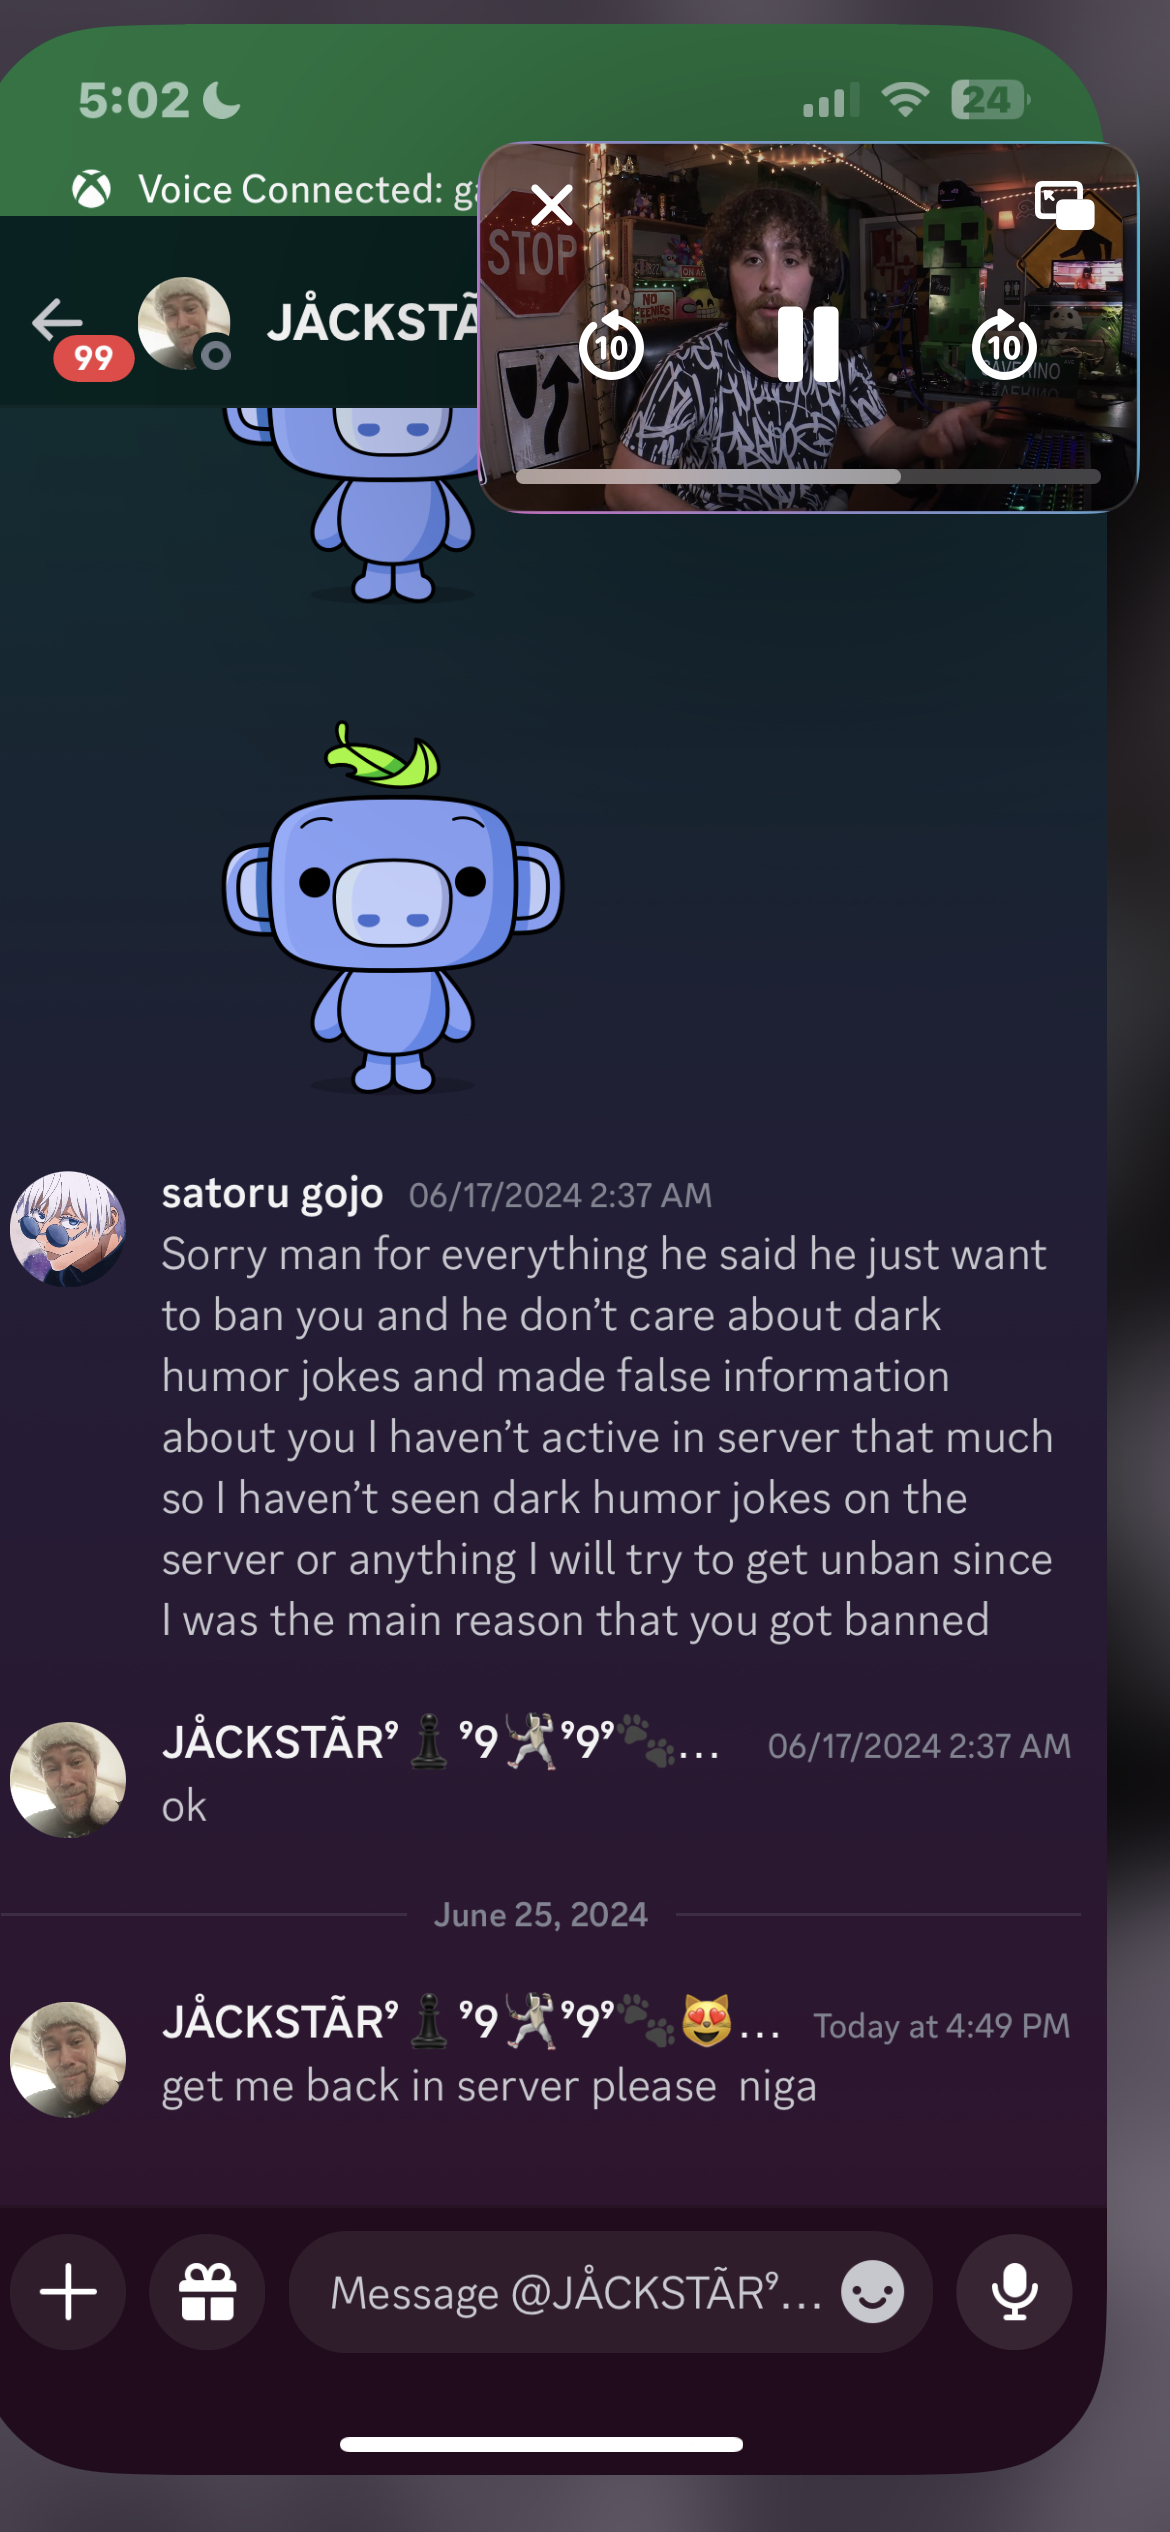 5:02
24
Voice Connected: ga
STOP
NO
10
10
99
JÅCKSTÃ
satoru gojo 06/17/2024 2:37 AM
Sorry man for everything he said he just want
to ban you and he don’t care about dark
humor jokes and made false information
about you I haven’t active in server that much
so I haven’t seen dark humor jokes on the
server or anything I will try to get unban since
I was the main reason that you got banned
JÅCKSTÃR⁹♟️⁹9🤺⁹9⁹🐾... 06/17/2024 2:37 AM
ok
June 25, 2024
JÅCKSTÃR⁹♟️⁹9🤺⁹9⁹🐾😻... Today at 4:49 PM
get me back in server please  niga
Message @JÅCKSTÃR⁹...